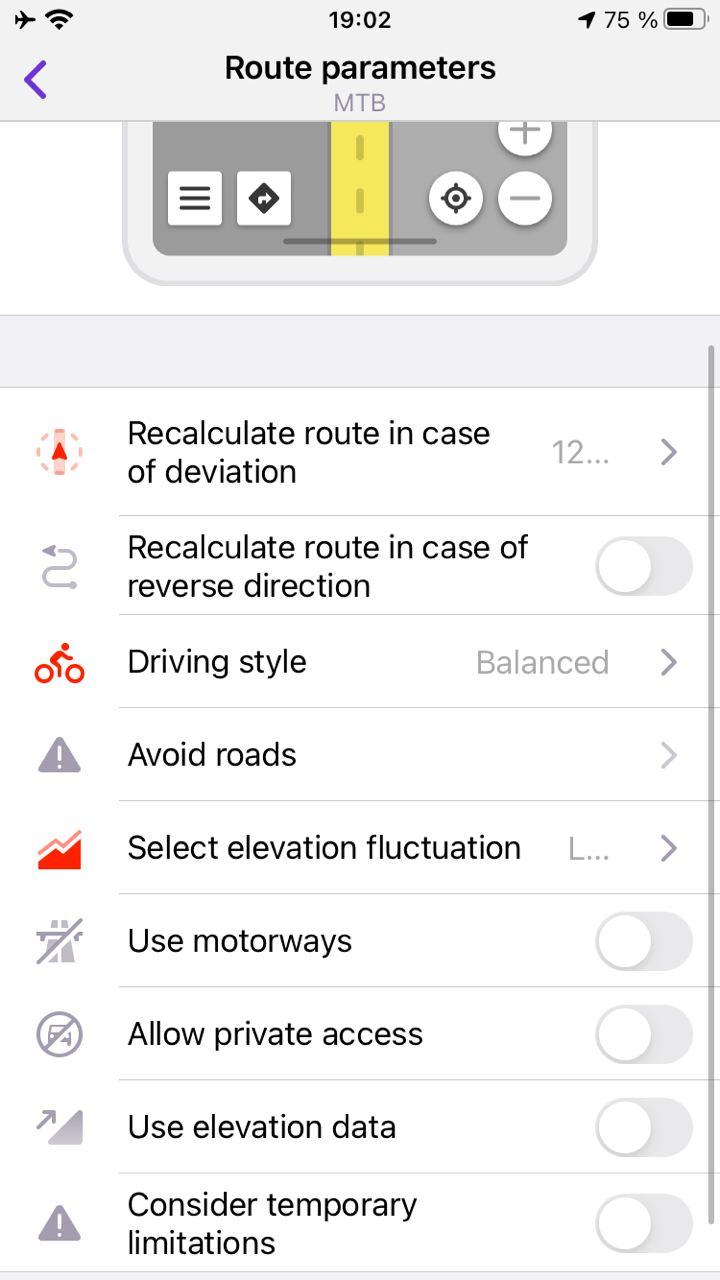 19:02
75 %
Route parameters
MTB
Recalculate route in case
of deviation
12...
Recalculate route in case of
reverse direction
Driving style
Balanced
Avoid roads
Select elevation fluctuation
L...
Use motorways
Allow private access
Use elevation data
Consider temporary
limitations